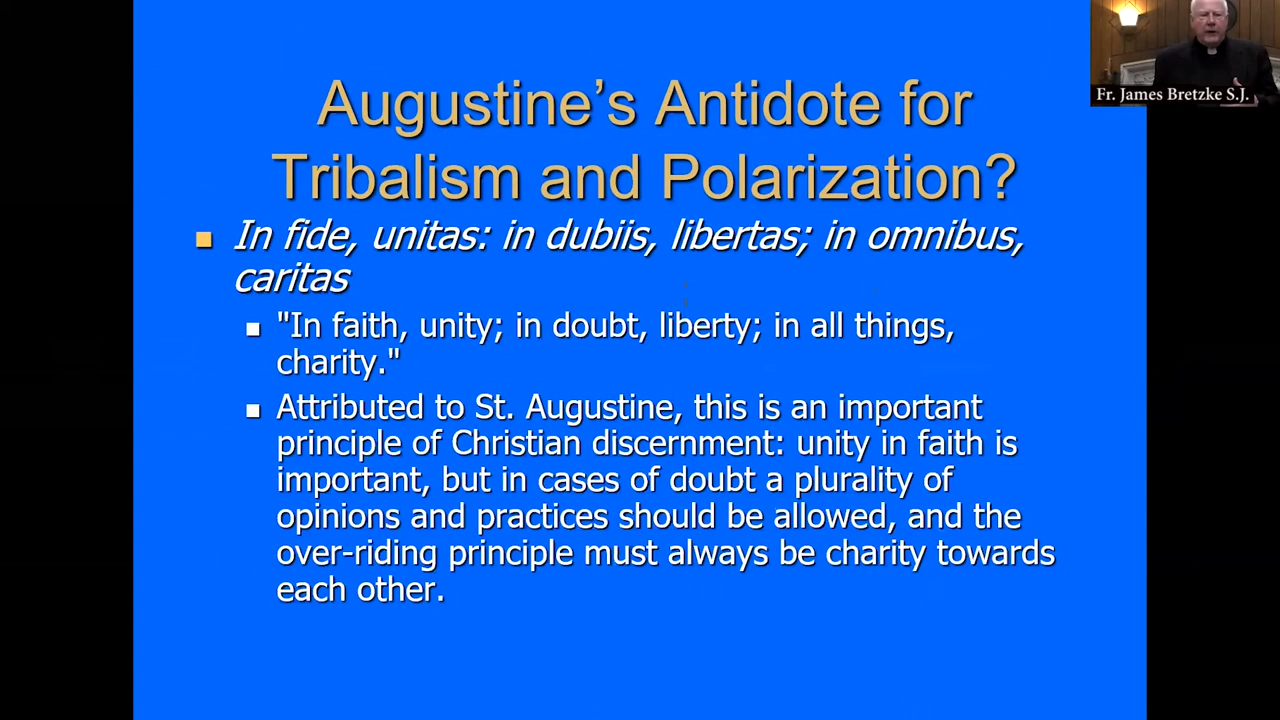 Fr. James Bretzke S.J.
Augustine's Antidote for
Tribalism and Polarization?
In fide, unitas: in dubiis, libertas; in omnibus,
caritas
"In faith, unity; in doubt, liberty; in all things,
charity."
Attributed to St. Augustine, this is an important
principle of Christian discernment: unity in faith is
important, but in cases of doubt a plurality of
opinions and practices should be allowed, and the
over-riding principle must always be charity towards
each other.